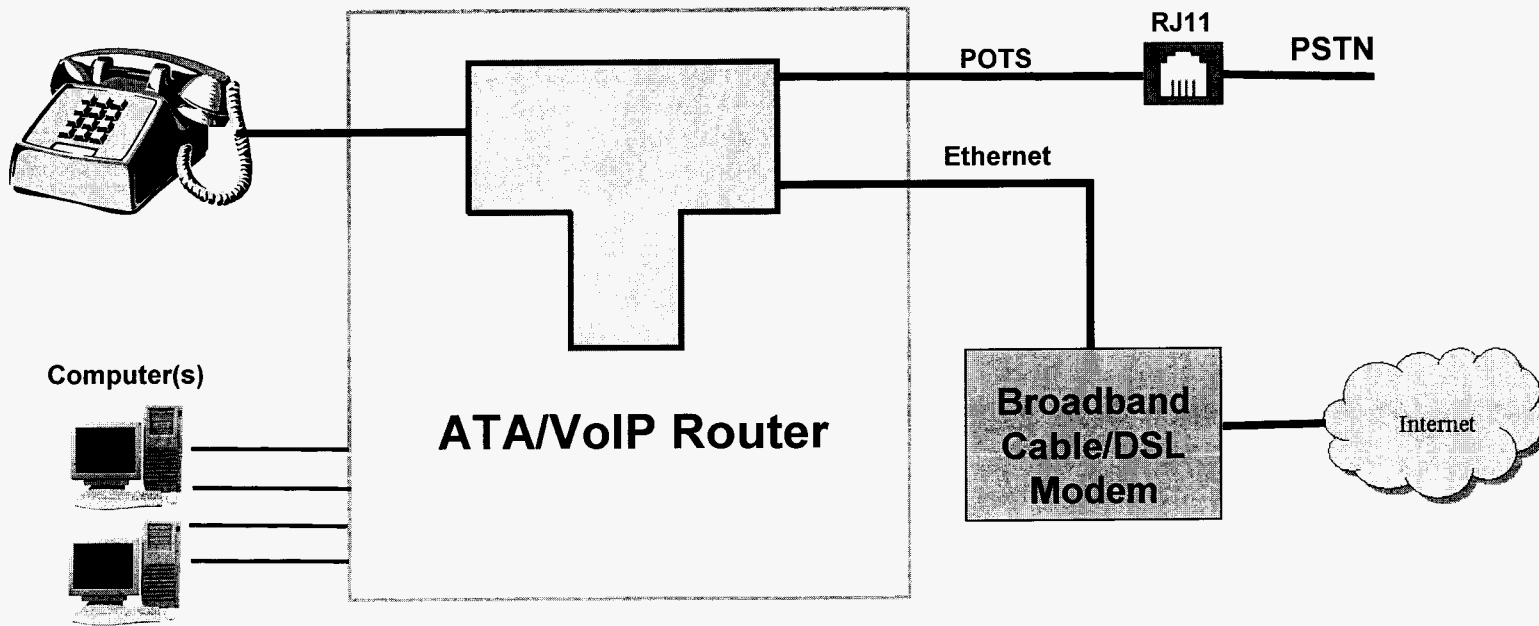 RJ11
POTS
PSTN
Ethernet
Computer(s)
ATA/VoIP Router
Broadband
Cable/DSL
Modem
Internet